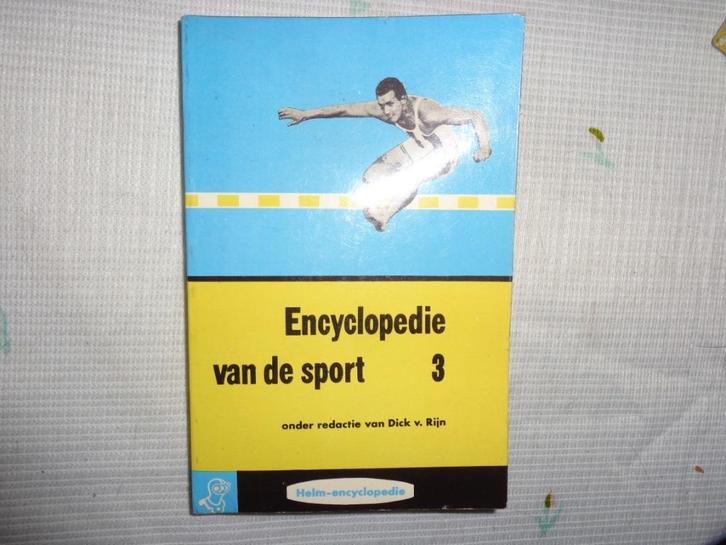 Encyclopedie
van de sport 3
onder redactie van Dick v. Rijn
Helm-encyclopedie